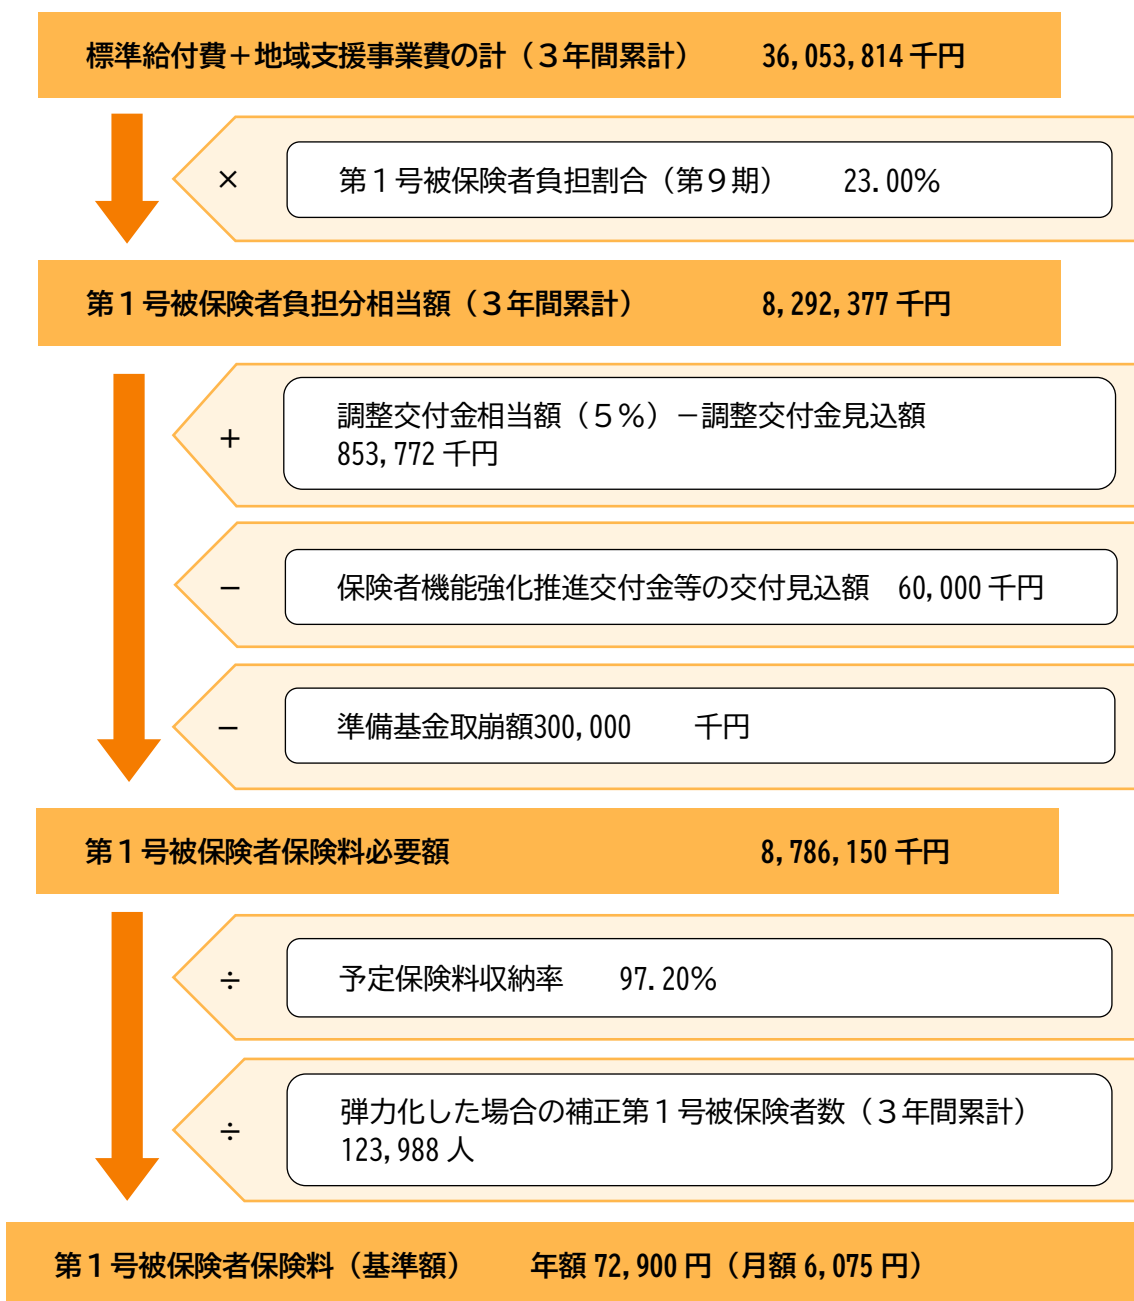 標準給付費＋地域支援事業費の計（３年間累計）　36,053,814 千円
×　第１号被保険者負担割合（第９期）　23.00％
第１号被保険者負担分相当額（３年間累計）　8,292,377 千円
＋　調整交付金相当額（５％）－調整交付金見込額
853,772 千円
－　保険者機能強化推進交付金等の交付見込額　60,000 千円
－　準備基金取崩額300,000　千円
第１号被保険者保険料必要額　8,786,150 千円
÷　予定保険料収納率　97.20％
÷　弾力化した場合の補正第１号被保険者数（３年間累計）
123,988 人
第１号被保険者保険料（基準額）　年額 72,900 円（月額 6,075 円）